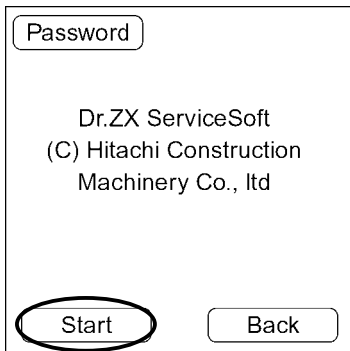 Password
Dr.ZX ServiceSoft
(C) Hitachi Construction
Machinery Co., ltd
Start
Back